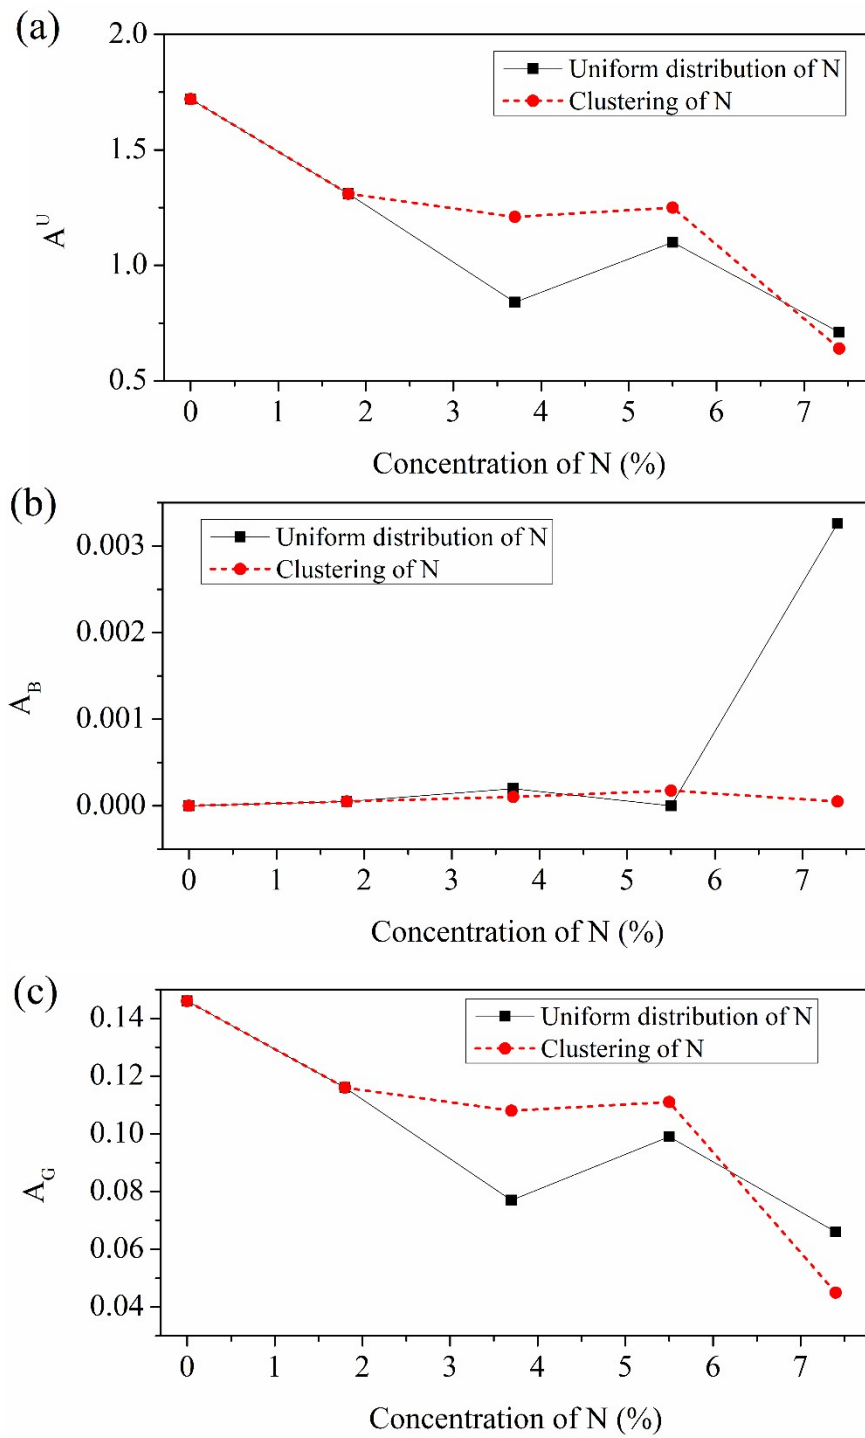 (a)
2.0
1.5
1.0
0.5
A^U
Uniform distribution of N
Clustering of N
0 1 2 3 4 5 6 7
Concentration of N (%)
(b)
0.003
0.002
0.001
0.000
A_B
Uniform distribution of N
Clustering of N
0 1 2 3 4 5 6 7
Concentration of N (%)
(c)
0.14
0.12
0.10
0.08
0.06
0.04
A_G
Uniform distribution of N
Clustering of N
0 1 2 3 4 5 6 7
Concentration of N (%)